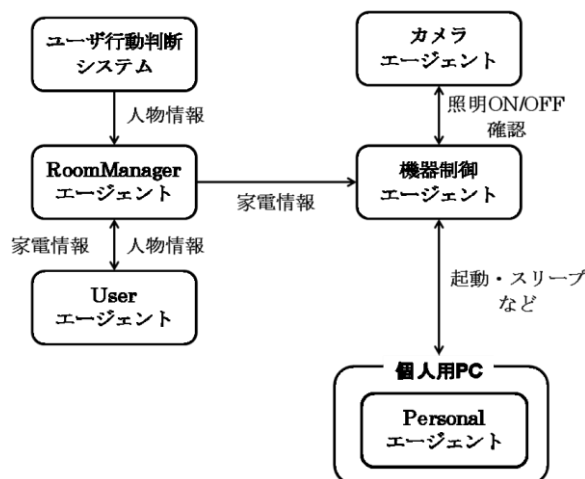 ユーザ行動判断
システム
カメラ
エージェント
人物情報
照明ON/OFF
確認
RoomManager
エージェント
機器制御
エージェント
家電情報
家電情報
人物情報
User
エージェント
起動・スリープ
など
個人用PC
Personal
エージェント